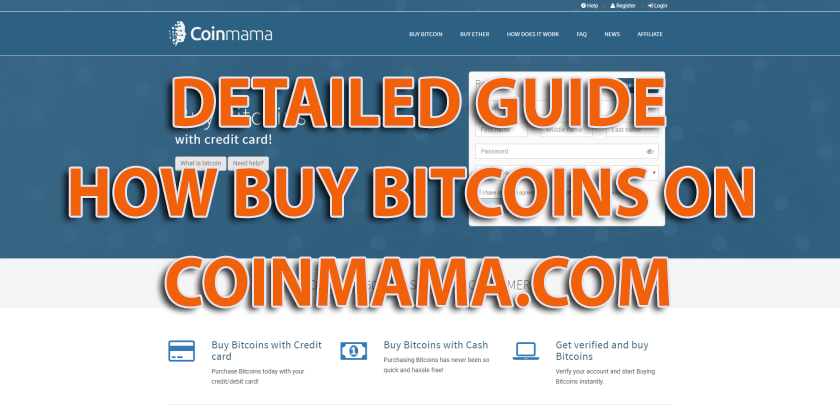 Help Register Login
Coinmama
BUY BITCOIN BUY ETHER HOW DOES IT WORK FAQ NEWS AFFILIATE
DETAILED GUIDE
with credit card!
First name Middle name Last name
Password
What is bitcoin Need help?
HOW BUY BITCOINS ON
COINMAMA.COM
Buy Bitcoins with Credit
card
Purchase Bitcoins today with your
credit/debit card!
Buy Bitcoins with Cash
Purchasing Bitcoins has never been so
quick and hassle free!
Get verified and buy
Bitcoins
Verify your account and start Buying
Bitcoins instantly.